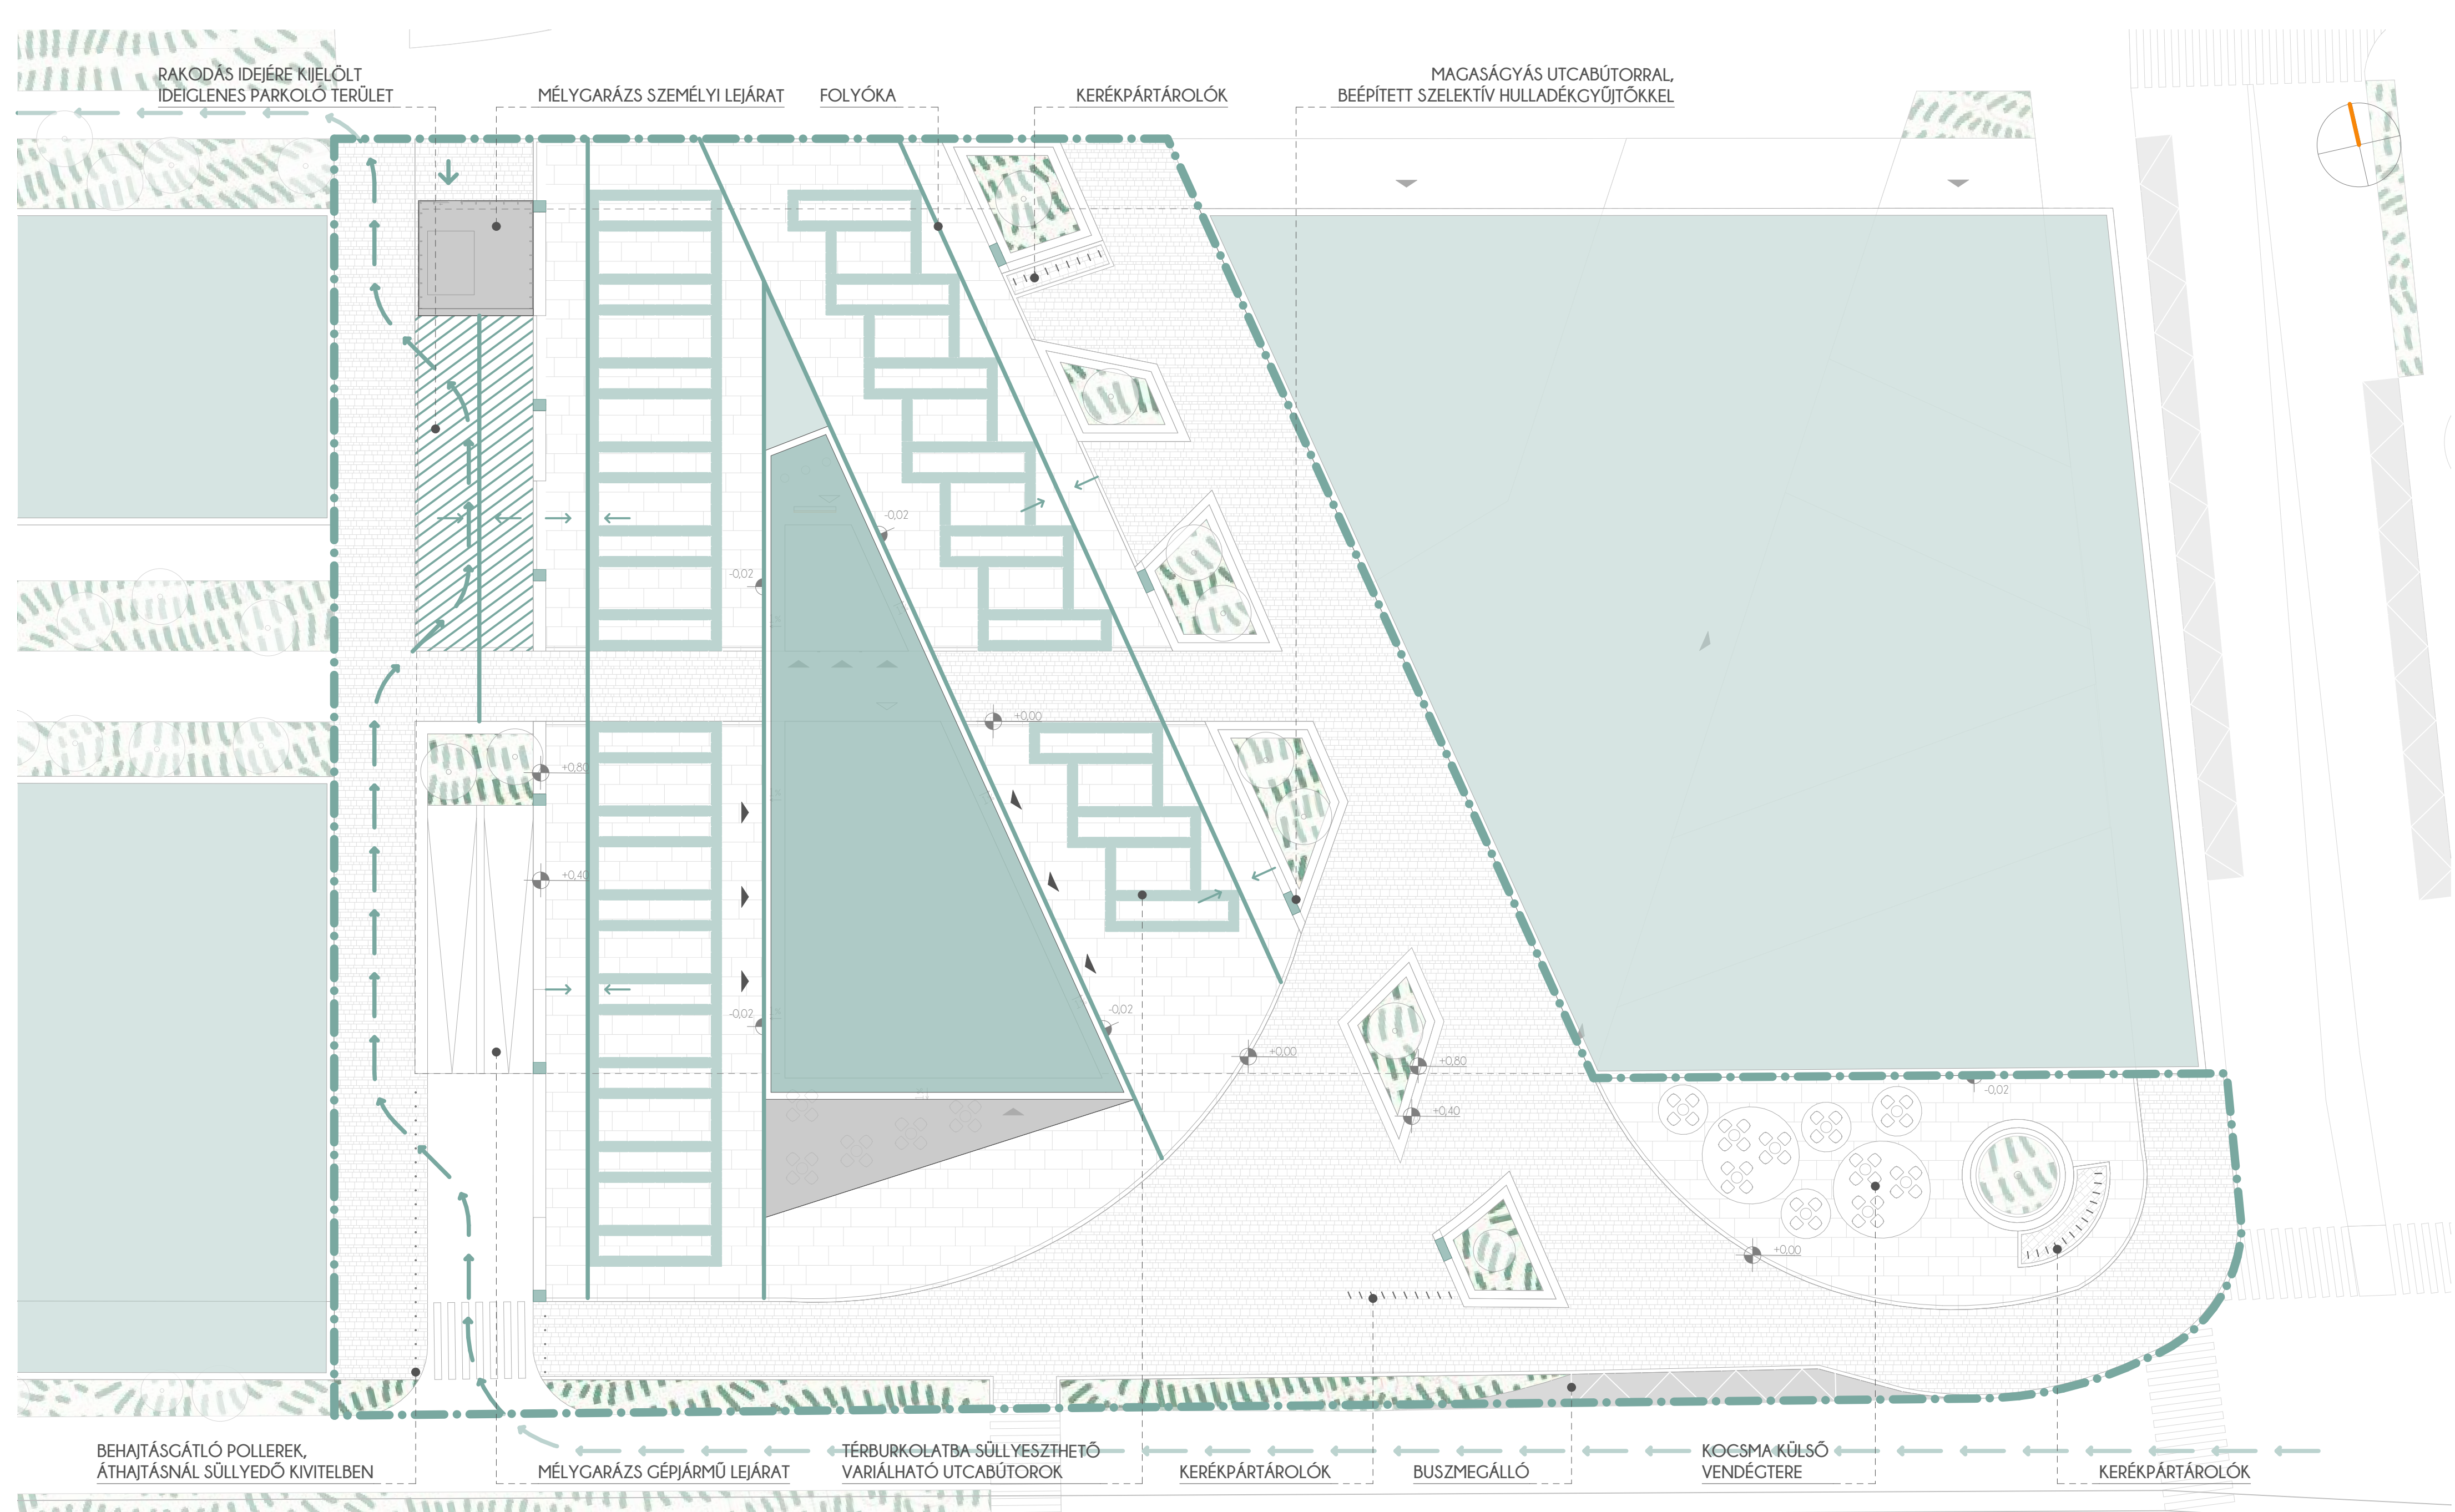 RAKODÁS IDEJÉRE KIJELÖLT
IDEIGLENES PARKOLÓ TERÜLET
MÉLYGARÁZS SZEMÉLYI LEJÁRAT
FOLYÓKA
KERÉKPÁRTÁROLÓK
MAGASÁGYÁS UTCABÚTORRAL,
BEÉPÍTETT SZELEKTÍV HULLADÉKGYŰJTŐKKEL
-0,02
-0,02
+0,00
+0,80
+0,40
-0,02
-0,02
+0,00
+0,80
+0,40
-0,02
+0,00
BEHAJTÁSGÁTLÓ POLLEREK,
ÁTHAJTÁSNÁL SÜLLYEDŐ KIVITELBEN
MÉLYGARÁZS GÉPJÁRMŰ LEJÁRAT
TÉRBURKOLATBA SÜLLYESZTHETŐ
VARIÁLHATÓ UTCABÚTOROK
KERÉKPÁRTÁROLÓK
BUSZMEGÁLLÓ
KOCSMA KÜLSŐ
VENDÉGTERE
KERÉKPÁRTÁROLÓK